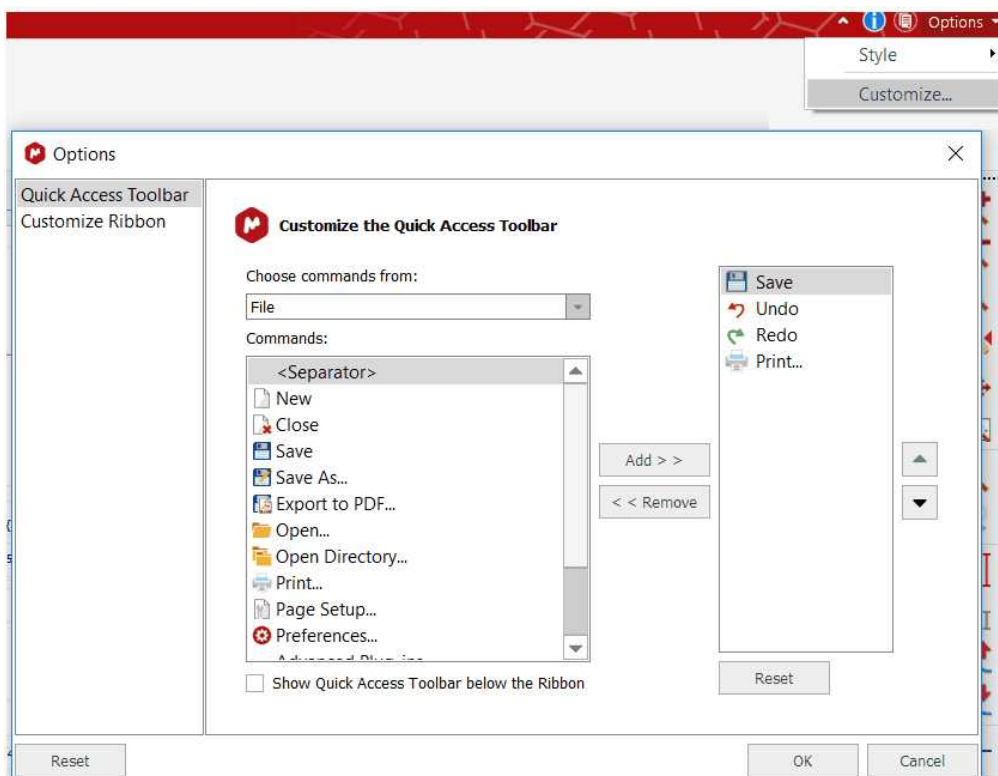 Options
Style
Customize...
Options
Quick Access Toolbar
Customize Ribbon
Customize the Quick Access Toolbar
Choose commands from:
File
Commands:
<Separator>
New
Close
Save
Save As...
Export to PDF...
Open...
Open Directory...
Print...
Page Setup...
Preferences...
Add > >
< < Remove
Save
Undo
Redo
Print...
Show Quick Access Toolbar below the Ribbon
Reset
Reset
OK
Cancel